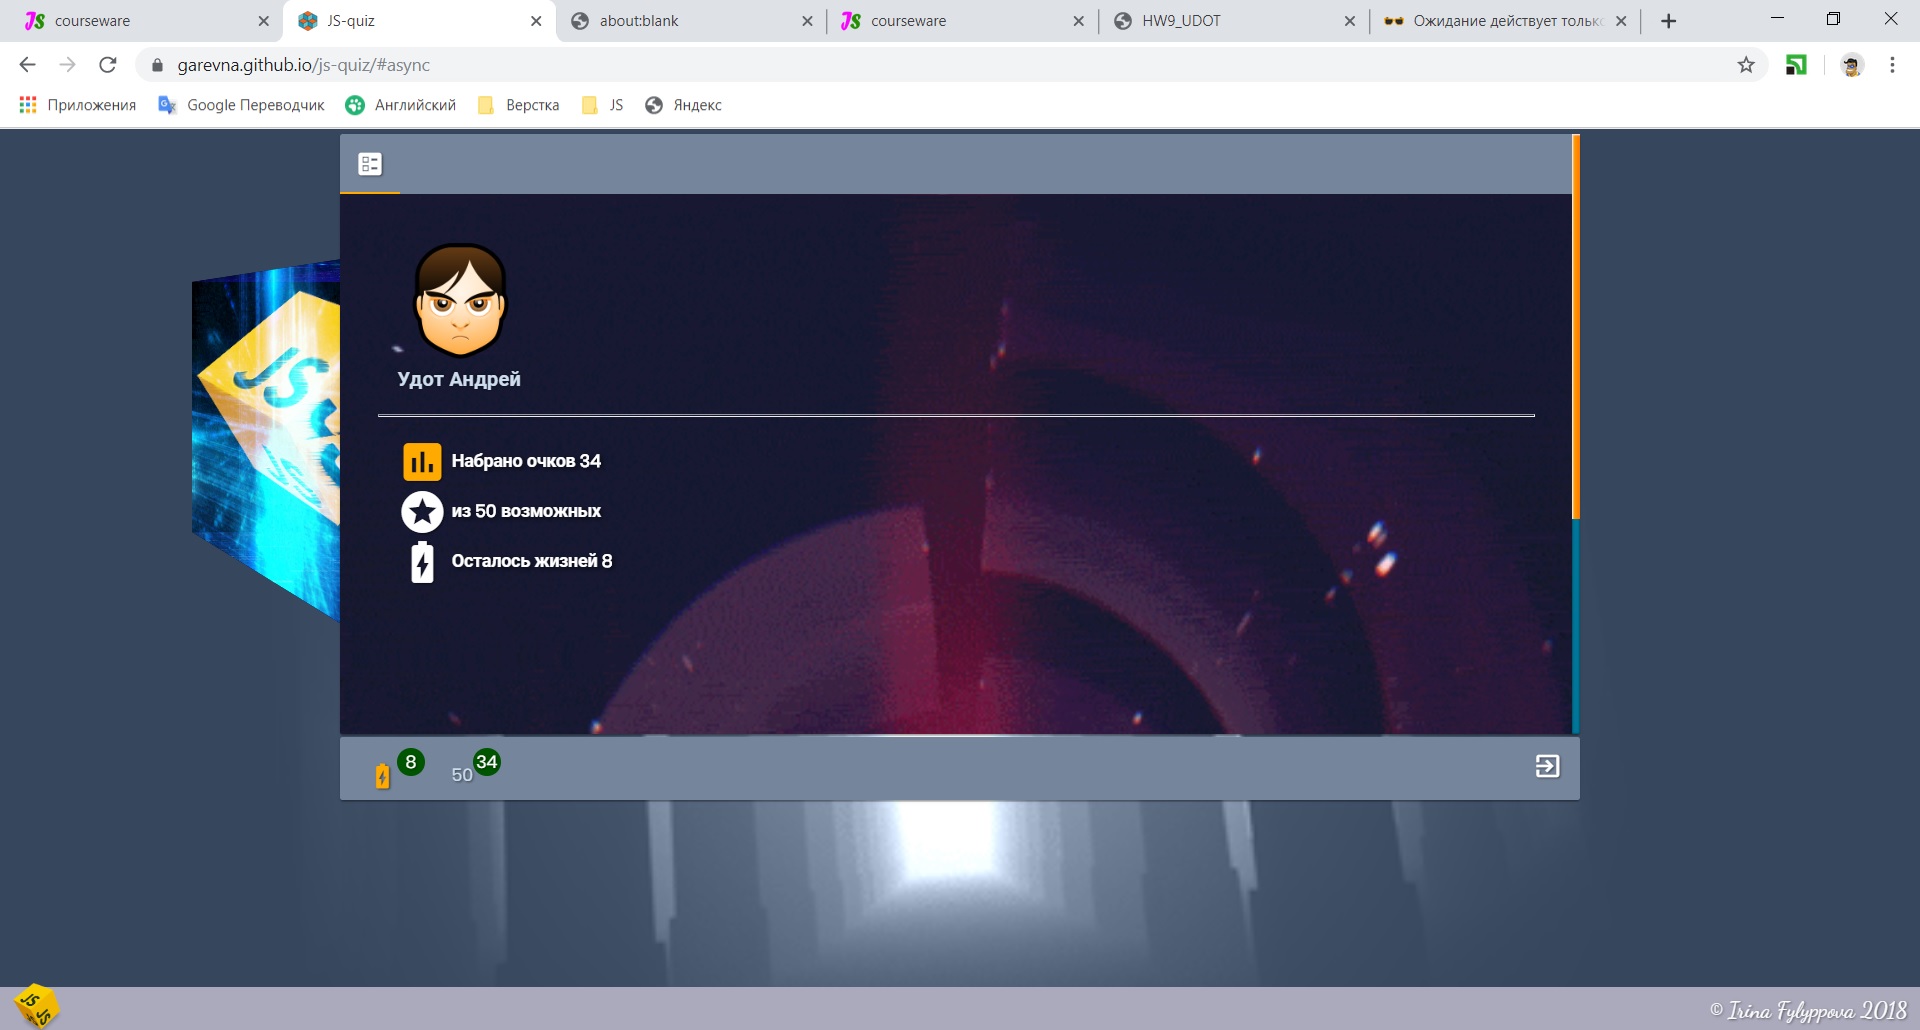 courseware
JS-quiz
about:blank
courseware
HW9_UDOT
Ожидание действует только
garevna.github.io/js-quiz/#async
Приложения
Google Переводчик
Английский
Верстка
JS
Яндекс
Удот Андрей
Набрано очков 34
из 50 возможных
Осталось жизней 8
8
50
34
© Irina Fylyppova 2018